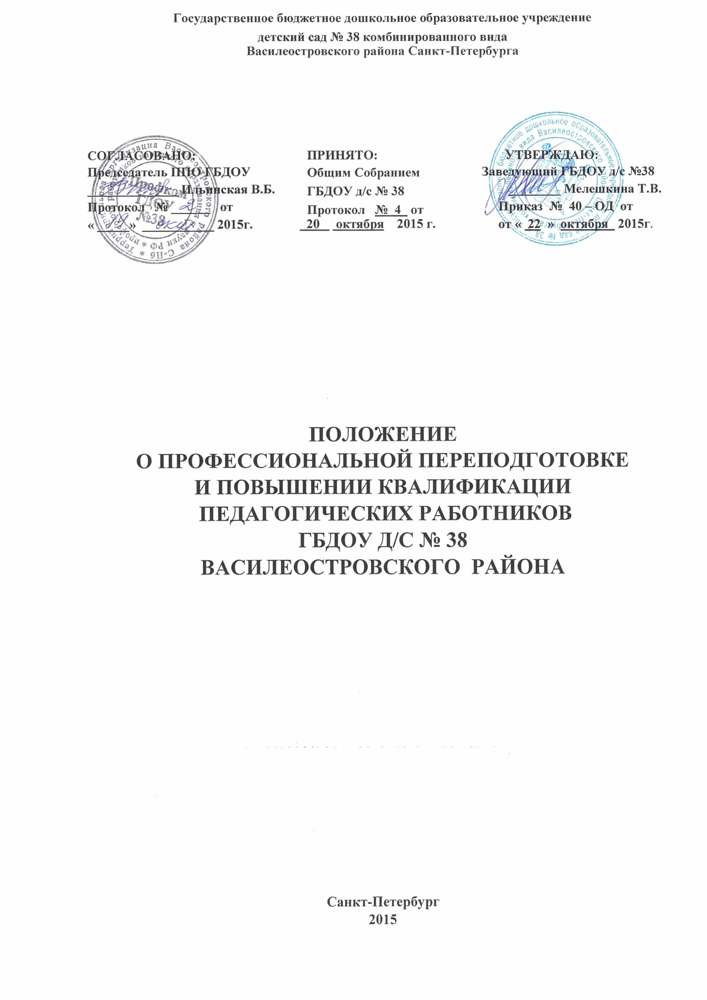 Государственное бюджетное дошкольное образовательное учреждение
детский сад № 38 комбинированного вида
Василеостровского района Санкт-Петербурга
СОГЛАСОВАНО:
Председатель ППО ГБДОУ
Ильинская В.Б.
Протокол № 2 от
« 19 » окт 2015г.
Профком
ГДОУ
№38
ПРИНЯТО:
Общим Собранием
ГБДОУ д/с № 38
Протокол № 4 от
20 октября 2015 г.
УТВЕРЖДАЮ:
Заведующий ГБДОУ д/с №38
Мелешкина Т.В.
Приказ № 40 – ОД от
от « 22 » октября 2015г.
ПОЛОЖЕНИЕ
О ПРОФЕССИОНАЛЬНОЙ ПЕРЕПОДГОТОВКЕ
И ПОВЫШЕНИИ КВАЛИФИКАЦИИ
ПЕДАГОГИЧЕСКИХ РАБОТНИКОВ
ГБДОУ Д/С № 38
ВАСИЛЕОСТРОВСКОГО РАЙОНА
Санкт-Петербург
2015